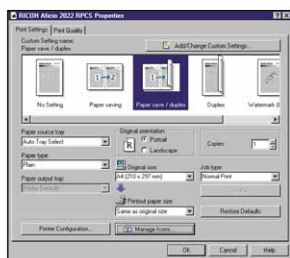 RICOH Aficio 2022 RPCS Properties
Print Settings
Print Quality
Custom Setting name:
Paper save / duplex
Add/Change Custom Settings...
No Setting
Paper saving
Paper save / duplex
Duplex
Watermark
Paper source tray:
Auto Tray Select
Original orientation:
Portrait
Landscape
Copies:
1
Paper type:
Plain
Original size:
A4 (210 x 297 mm)
Job type:
Normal Print
Paper output tray:
Printer Defaults
Details...
Printout paper size:
Same as original size
Restore Defaults
Printer Configuration...
Manage Icons...
OK
Cancel
Help